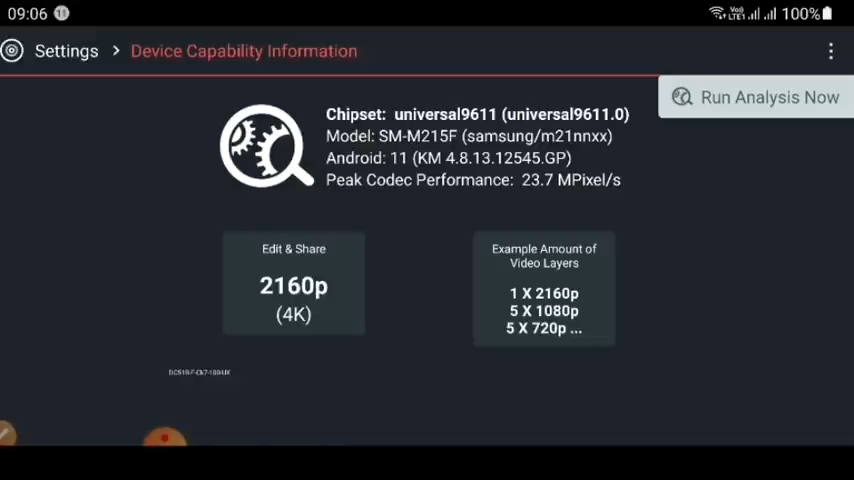 09:06 11 100%
Settings > Device Capability Information
Run Analysis Now
Chipset: universal9611 (universal9611.0)
Model: SM-M215F (samsung/m21nnxx)
Android: 11 (KM 4.8.13.12545.GP)
Peak Codec Performance: 23.7 MPixel/s
Edit & Share
2160p
(4K)
Example Amount of
Video Layers
1 X 2160p
5 X 1080p
5 X 720p ...